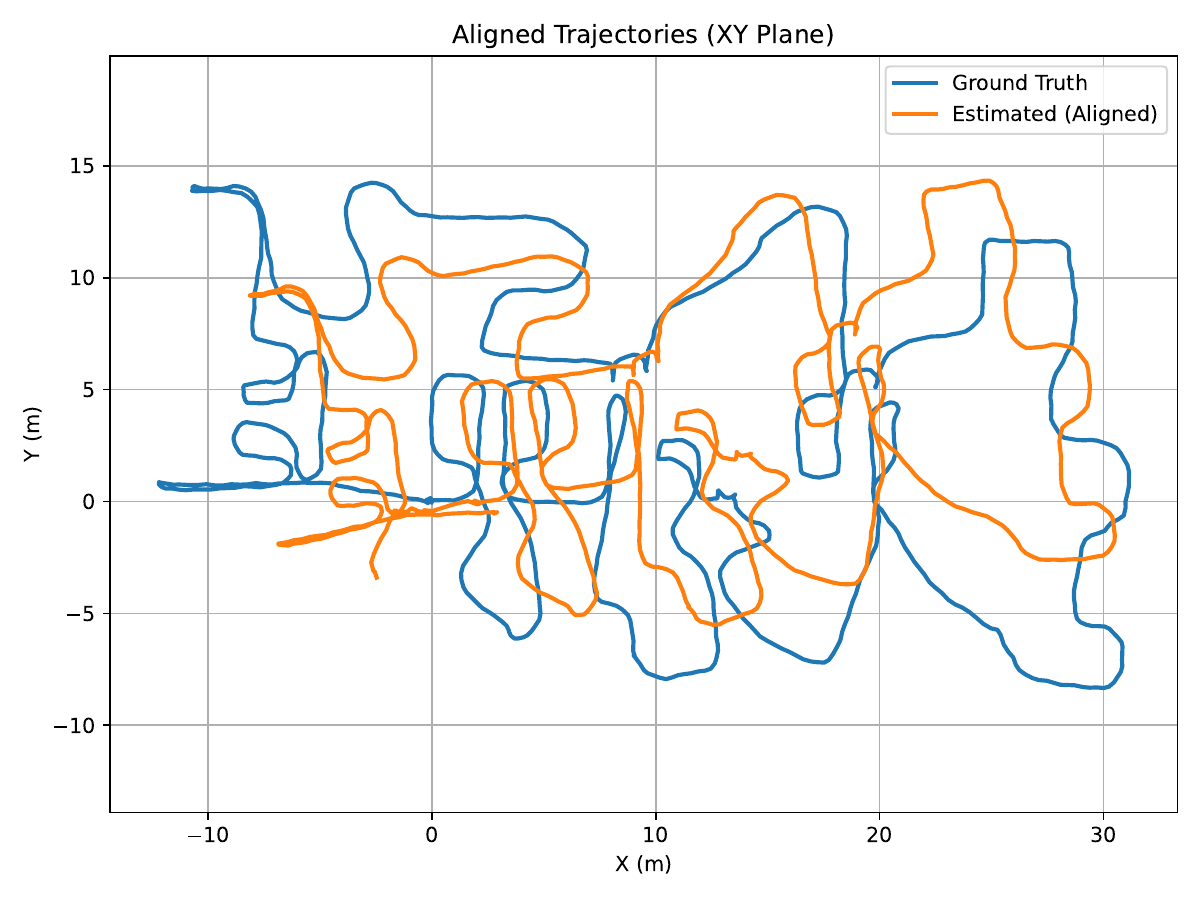 Aligned Trajectories (XY Plane)
Ground Truth
Estimated (Aligned)
15
10
5
0
−5
−10
Y (m)
−10 0 10 20 30
X (m)